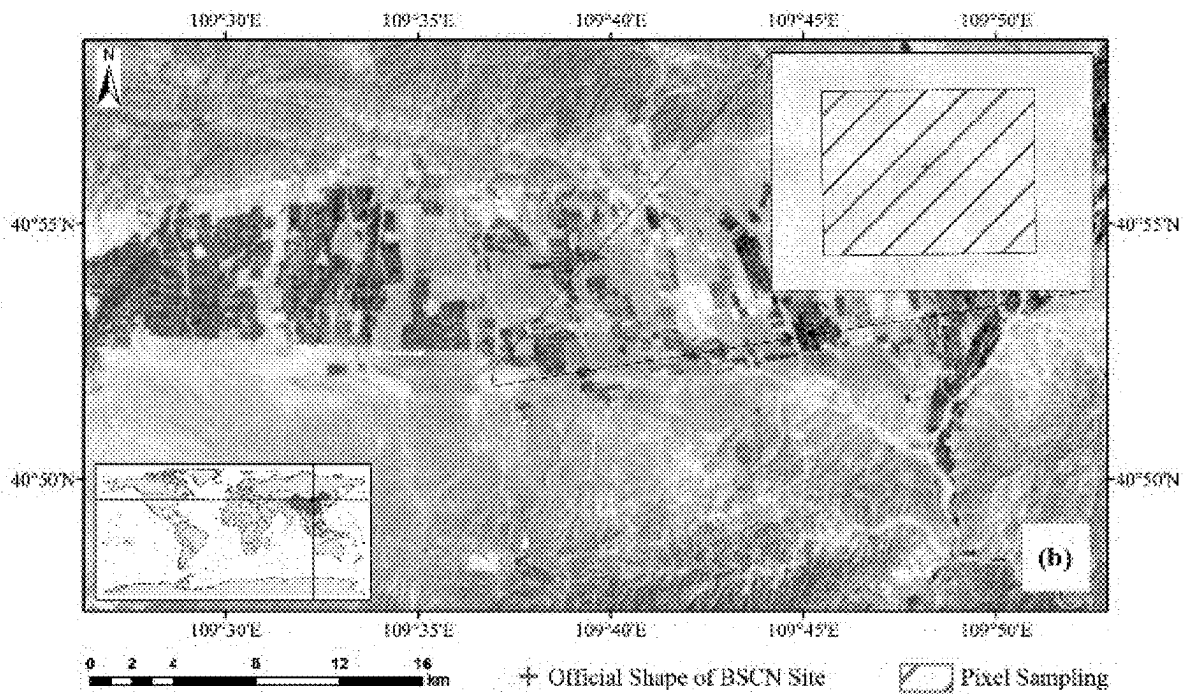 109°30'E 109°35'E 109°40'E 109°45'E 109°50'E
N
40°55'N 40°55'N
40°50'N 40°50'N
(b)
109°30'E 109°35'E 109°40'E 109°45'E 109°50'E
0 2 4 8 12 16
km
Official Shape of BSCN Site
Pixel Sampling